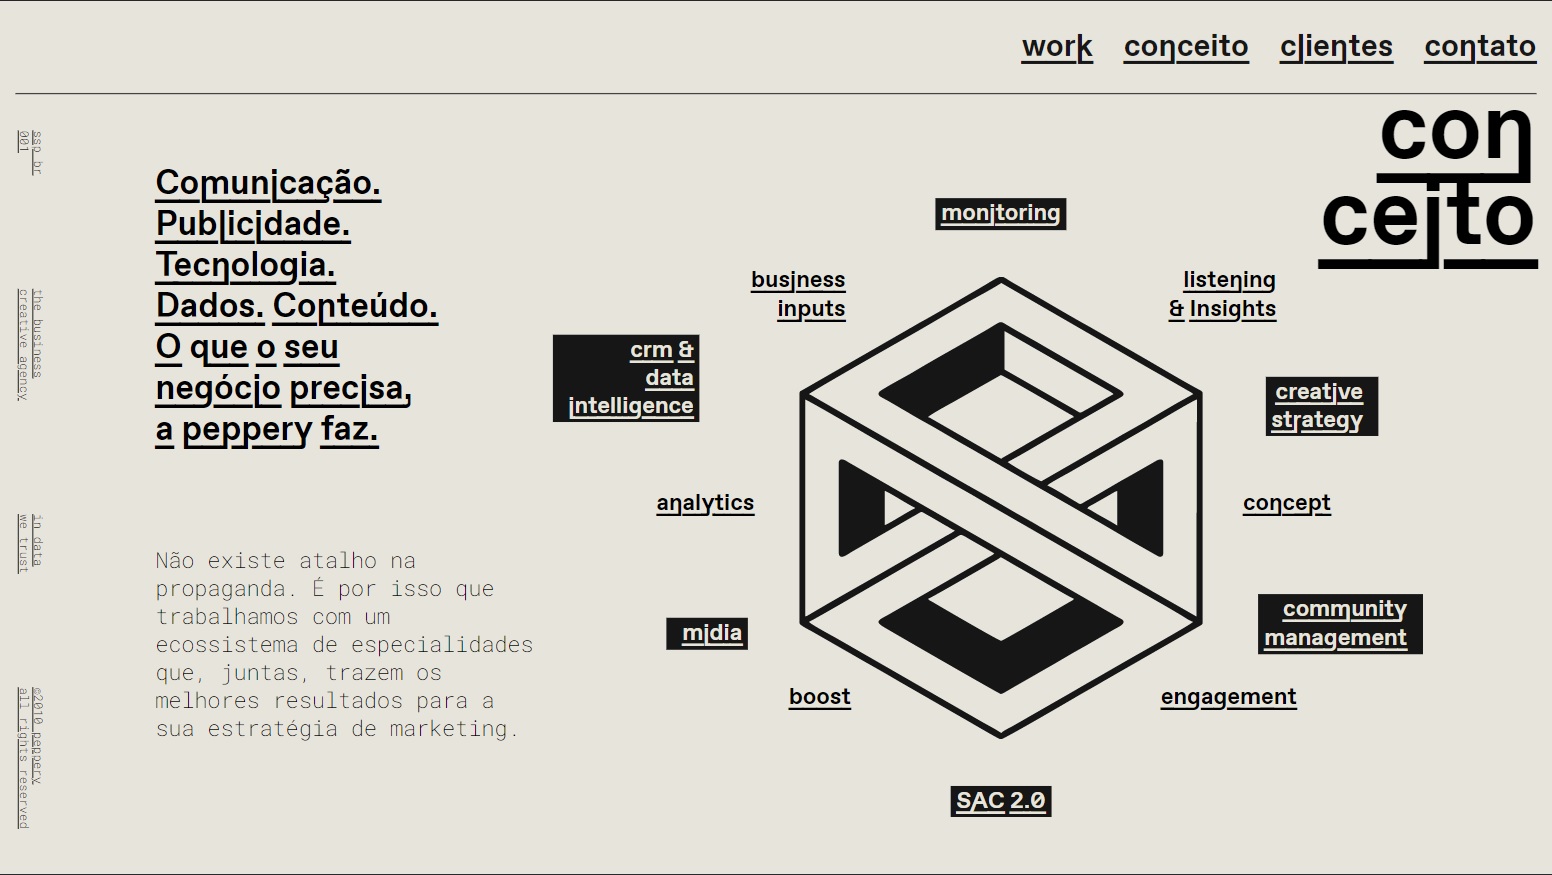 work conceito clientes contato
con
ceito
ssp br
001
the business
creative agency
in data
we trust
©2010 peppery
all rights reserved
Comunicação.
Publicidade.
Tecnologia.
Dados. Conteúdo.
O que o seu
negócio precisa,
a peppery faz.
Não existe atalho na
propaganda. É por isso que
trabalhamos com um
ecossistema de especialidades
que, juntas, trazem os
melhores resultados para a
sua estratégia de marketing.
monitoring
business
inputs
listening
& Insights
crm &
data
intelligence
creative
strategy
analytics
concept
midia
community
management
boost
engagement
SAC 2.0